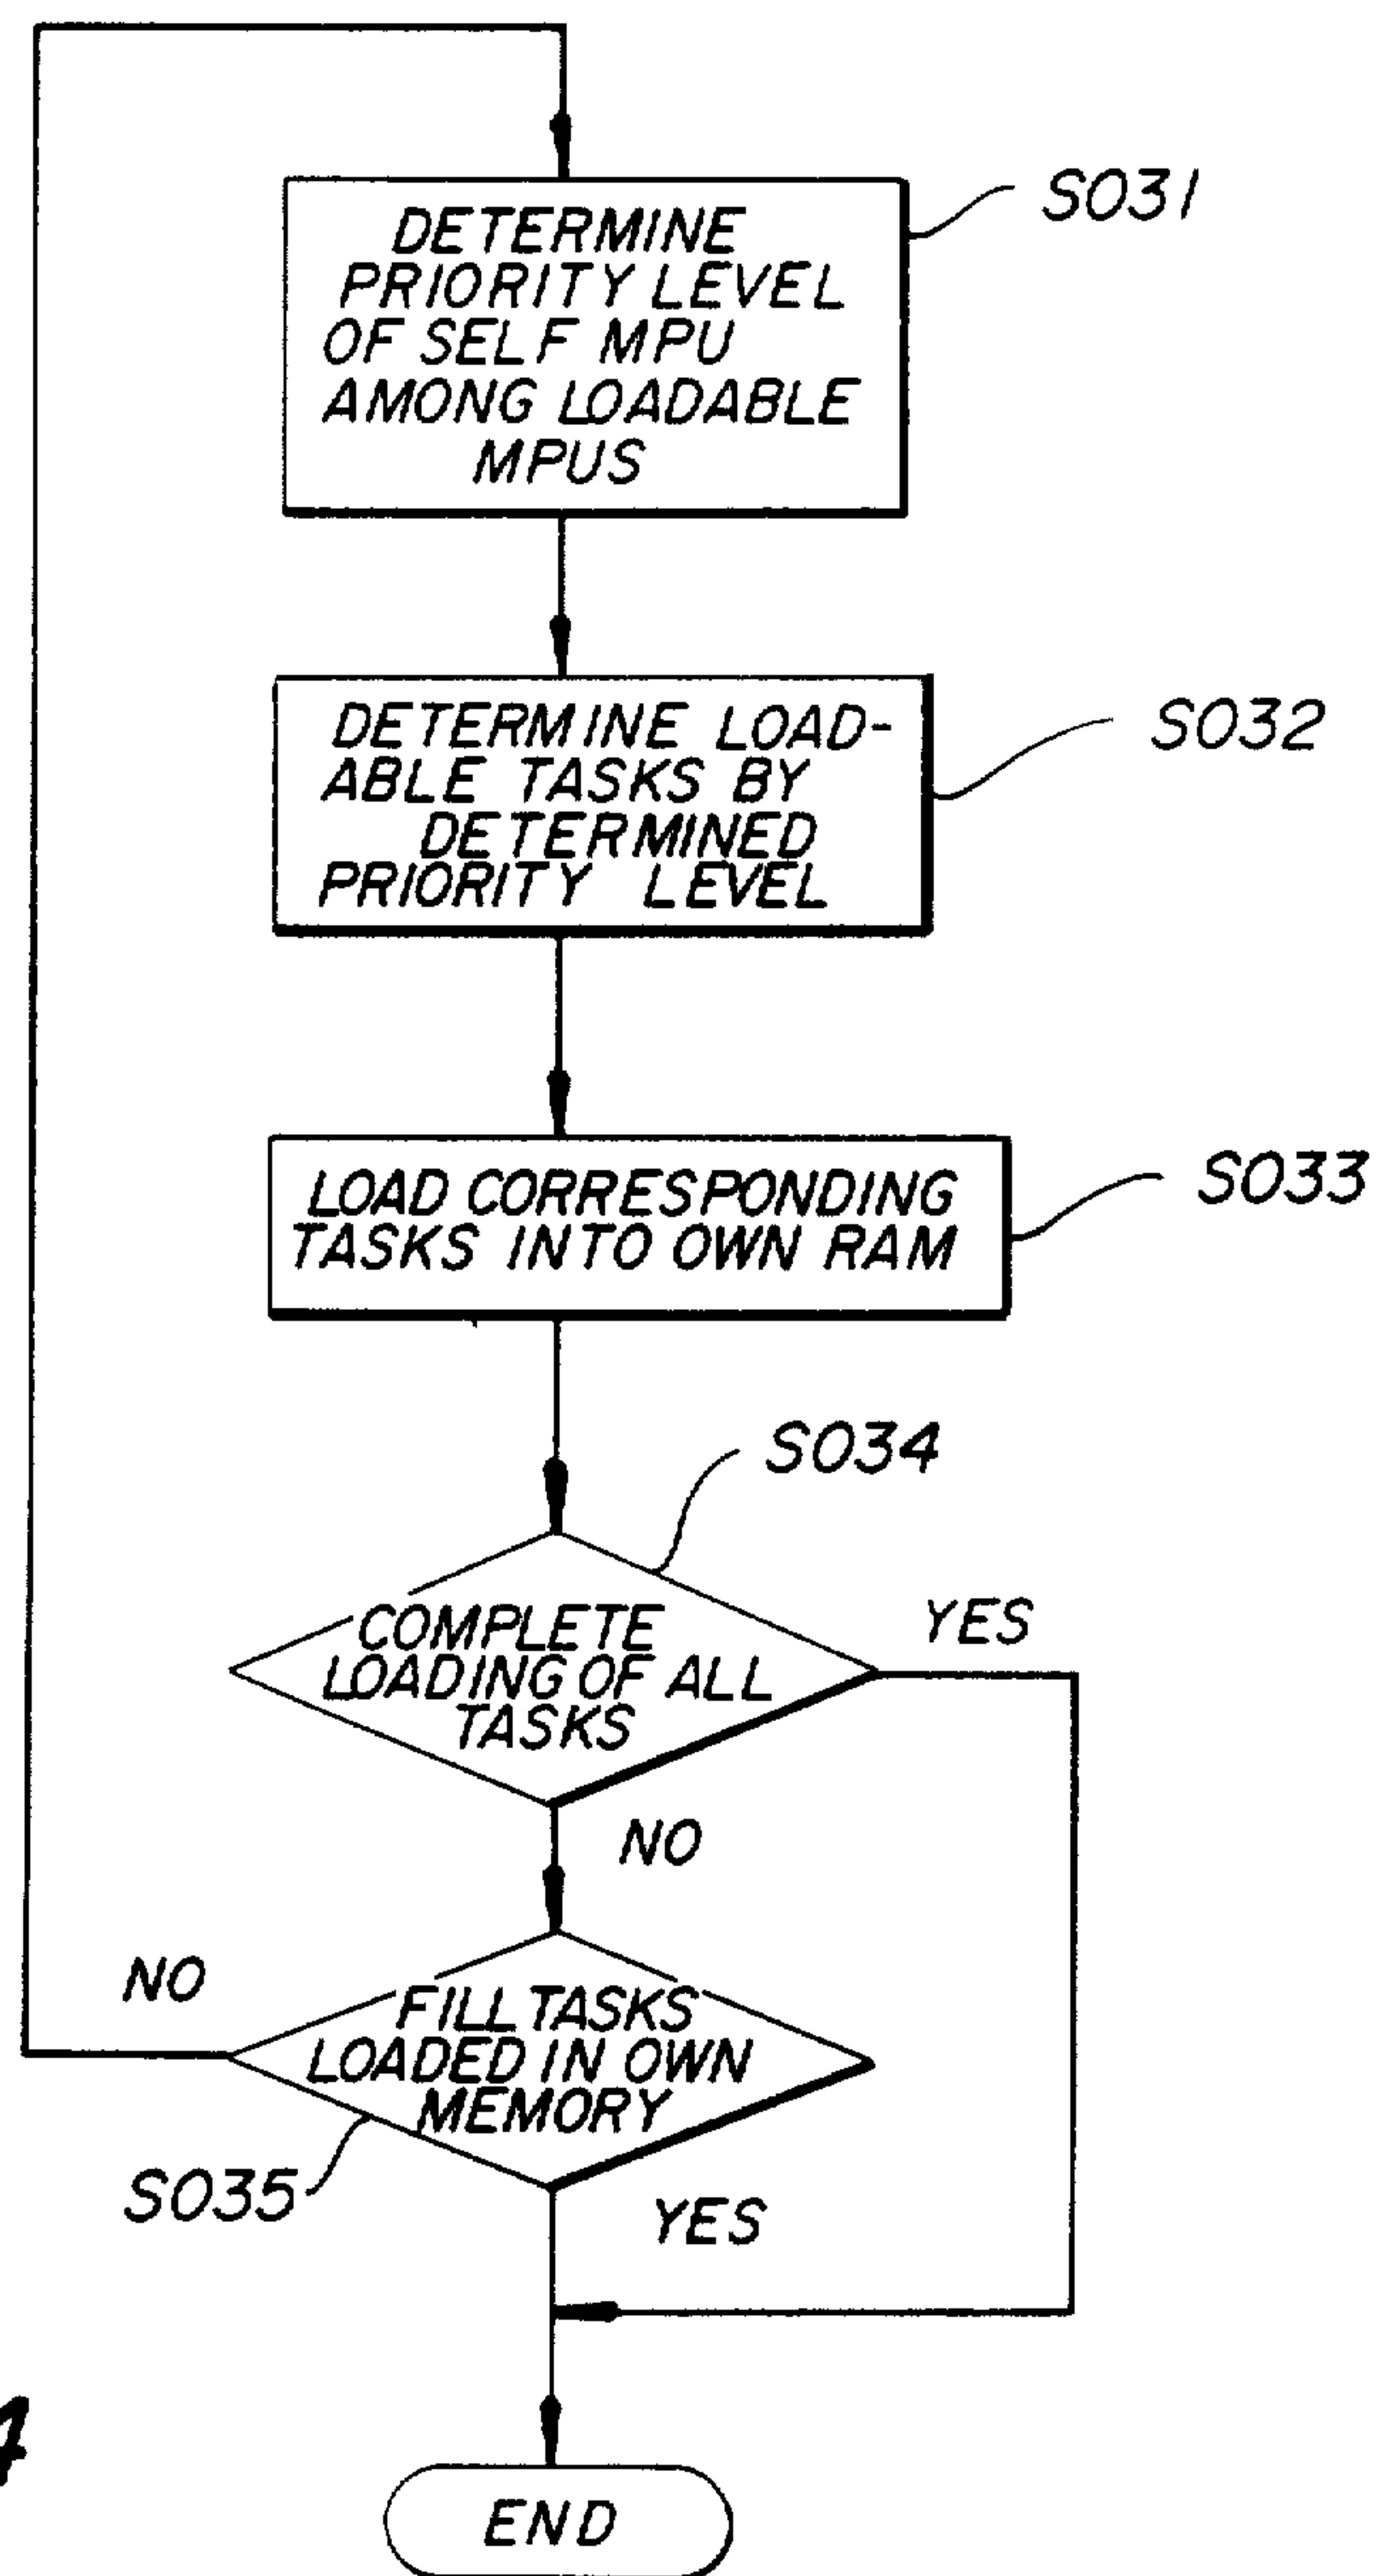 DETERMINE
PRIORITY LEVEL
OF SELF MPU
AMONG LOADABLE
MPUS
S031
DETERMINE LOAD-
ABLE TASKS BY
DETERMINED
PRIORITY LEVEL
S032
LOAD CORRESPONDING
TASKS INTO OWN RAM
S033
S034
COMPLETE
LOADING OF ALL
TASKS
YES
NO
NO
FILL TASKS
LOADED IN OWN
MEMORY
S035
YES
4
END